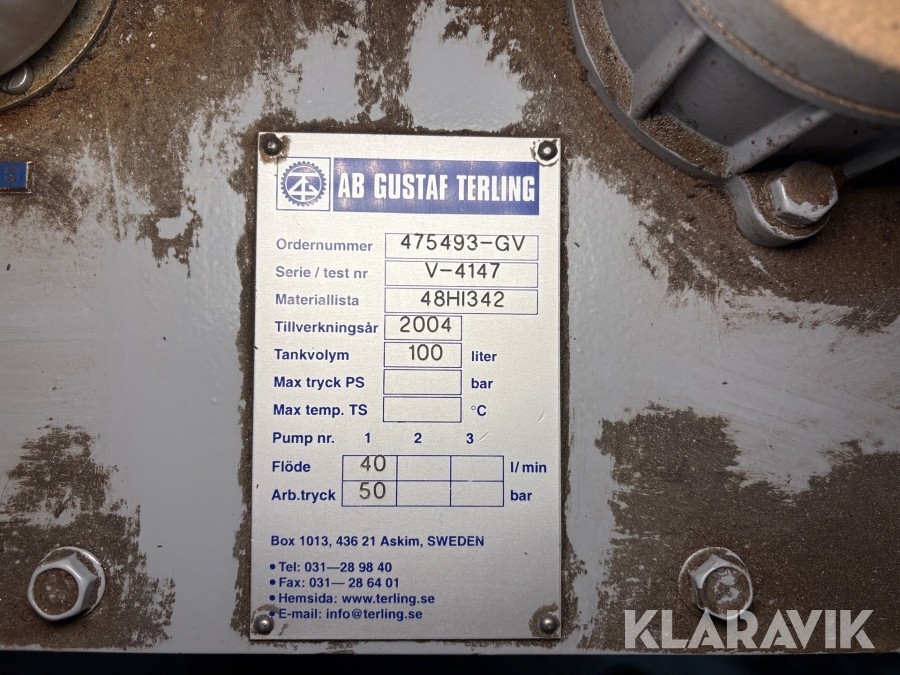 AB GUSTAF TERLING
Ordernummer 475493-GV
Serie / test nr V-4147
Materiallista 48HI342
Tillverkningsår 2004
Tankvolym 100 liter
Max tryck PS bar
Max temp. TS °C
Pump nr. 1 2 3
Flöde 40 l/min
Arb.tryck 50 bar
Box 1013, 436 21 Askim, SWEDEN
• Tel: 031—28 98 40
• Fax: 031— 28 64 01
• Hemsida: www.terling.se
• E-mail: info@terling.se
KLARAVIK